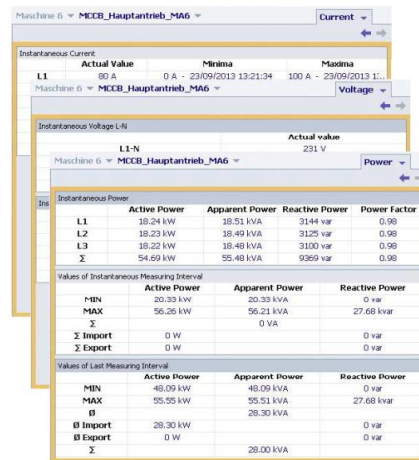 Maschine 6 MCCB_Hauptantrieb_MA6 Current
Instantaneous Current
Actual Value Minima Maxima
L1 80 A 0 A - 23/09/2013 13:21:34 100 A - 23/09/2013
Maschine 6 MCCB_Hauptantrieb_MA6 Voltage
Instantaneous Voltage L-N
Actual value
L1-N 231 V
Maschine 6 MCCB_Hauptantrieb_MA6 Power
Instantaneous Power
Active Power Apparent Power Reactive Power Power Factor
L1 18.24 kW 18.51 kVA 3144 var 0.98
L2 18.23 kW 18.49 kVA 3125 var 0.98
L3 18.22 kW 18.48 kVA 3100 var 0.98
Σ 54.69 kW 55.48 kVA 9369 var 0.98
Values of Instantaneous Measuring Interval
Active Power Apparent Power Reactive Power
MIN 20.33 kW 20.33 kVA 0 var
MAX 56.26 kW 56.21 kVA 27.68 kvar
Σ 0 VA
Σ Import 0 W 0 var
Σ Export 0 W 0 var
Values of Last Measuring Interval
Active Power Apparent Power Reactive Power
MIN 48.09 kW 48.09 kVA 0 var
MAX 55.55 kW 55.51 kVA 27.68 kvar
Ø 28.30 kVA
Ø Import 28.30 kW 0 var
Ø Export 0 W 0 var
Σ 28.00 kVA